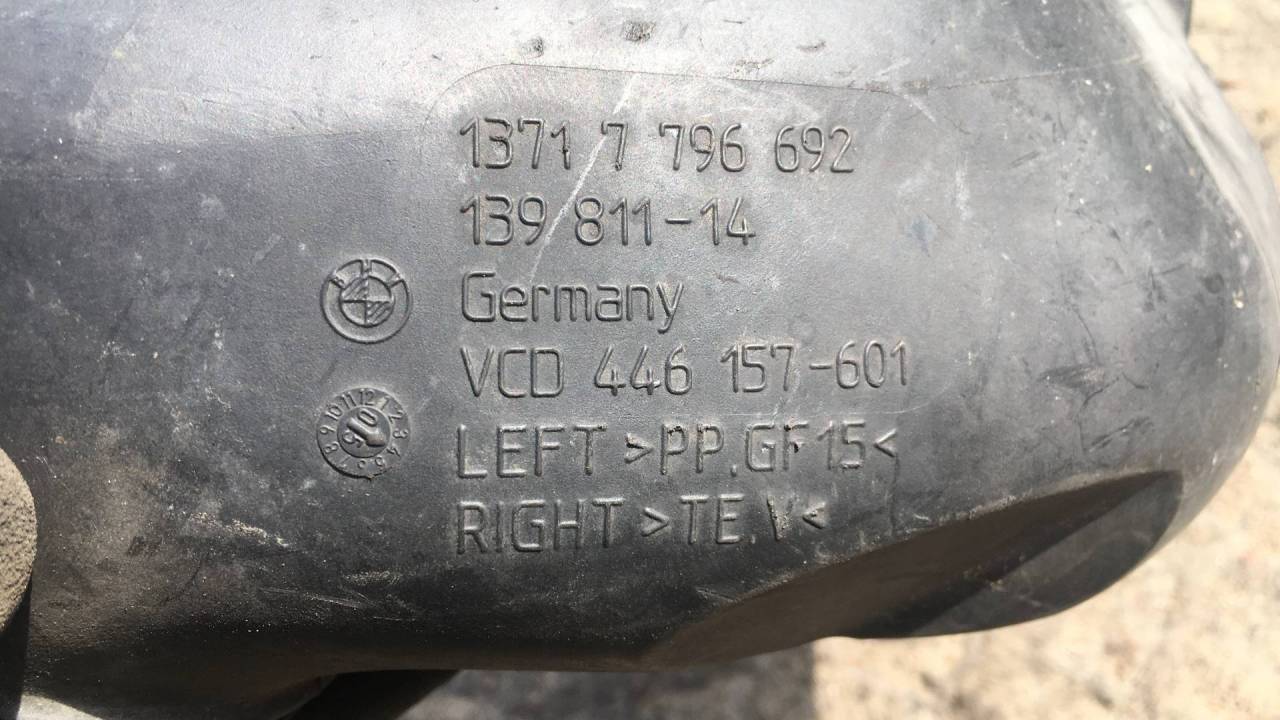 1371 7 796 692
139 811-14
Germany
VCD 446 157-601
LEFT >PP.GF15<
RIGHT >TE.V<